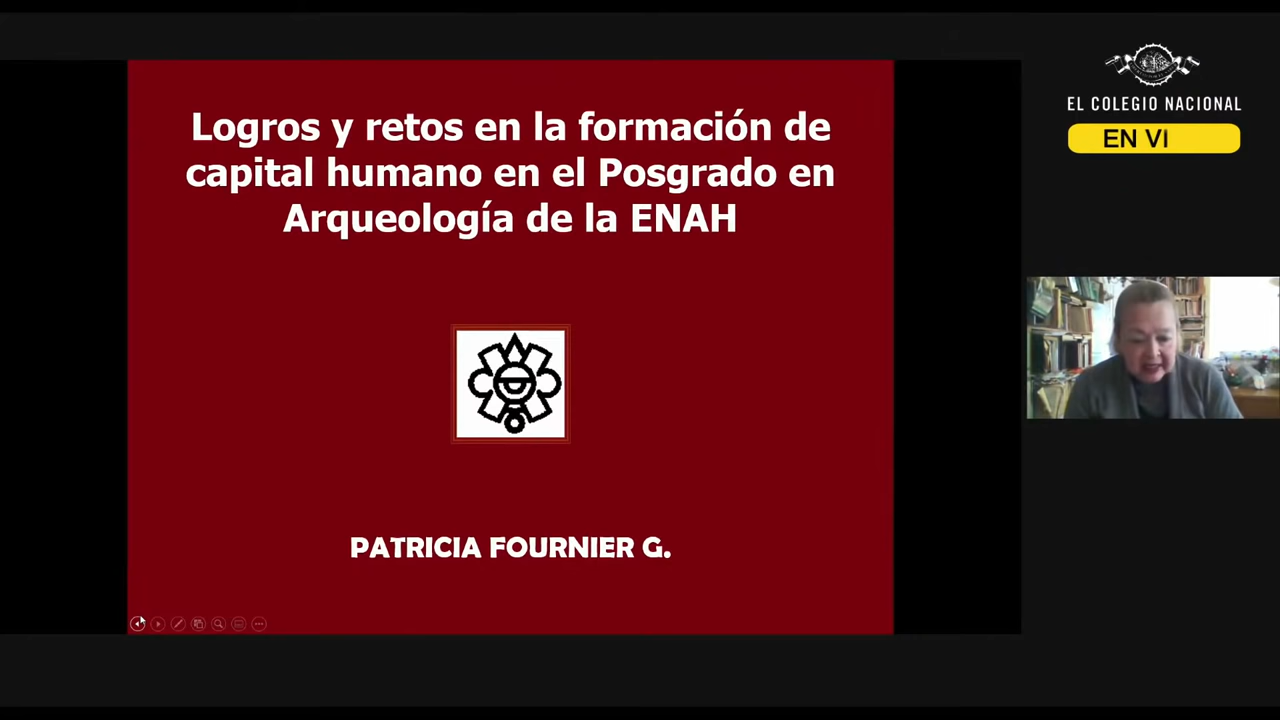 Logros y retos en la formación de
capital humano en el Posgrado en
Arqueología de la ENAH
PATRICIA FOURNIER G.
EL COLEGIO NACIONAL
EN VI